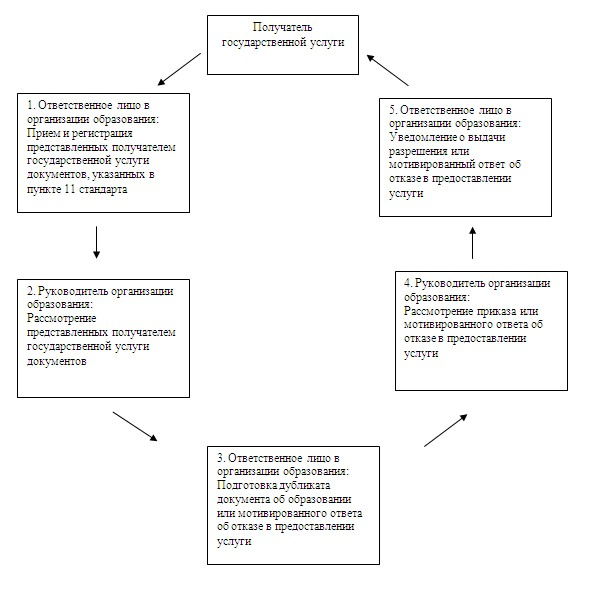 Получатель
государственной услуги
1. Ответственное лицо в
организации образования:
Прием и регистрация
представленных получателем
государственной услуги
документов, указанных в
пункте 11 стандарта
2. Руководитель организации
образования:
Рассмотрение
представленных получателем
государственной услуги
документов
3. Ответственное лицо в
организации образования:
Подготовка дубликата
документа об образовании
или мотивированного ответа
об отказе в предоставлении
услуги
4. Руководитель организации
образования:
Рассмотрение приказа или
мотивированного ответа об
отказе в предоставлении
услуги
5. Ответственное лицо в
организации образования:
Уведомление о выдачи
разрешения или
мотивированный ответ об
отказе в предоставлении
услуги